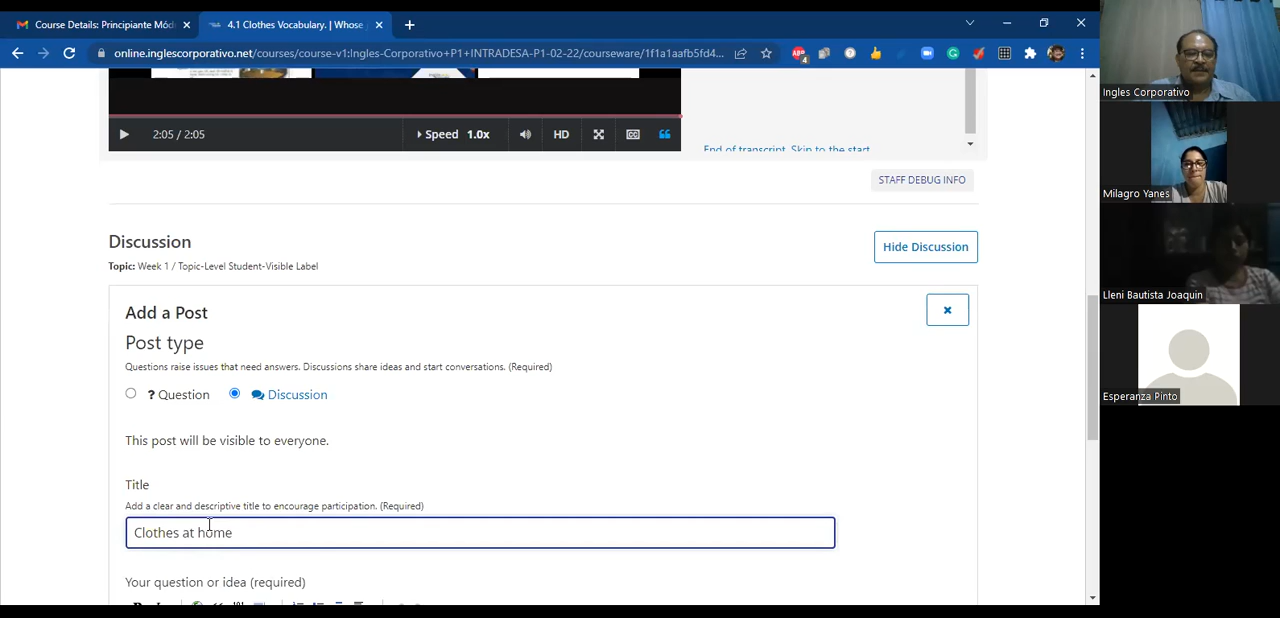 Course Details: Principiante Mód
4.1 Clothes Vocabulary. | Whose
online.inglescorporativo.net/courses/course-v1:Ingles-Corporativo+P1+INTRADESA-P1-02-22/courseware/1f1a1aafb5fd4...
ABP
4
2:05 / 2:05
Speed 1.0x
HD
CC
End of transcript. Skip to the start.
STAFF DEBUG INFO
Discussion
Hide Discussion
Topic: Week 1 / Topic-Level Student-Visible Label
Add a Post
Post type
Questions raise issues that need answers. Discussions share ideas and start conversations. (Required)
? Question
Discussion
This post will be visible to everyone.
Title
Add a clear and descriptive title to encourage participation. (Required)
Clothes at home
Your question or idea (required)
Ingles Corporativo
Milagro Yanes
Lleni Bautista Joaquin
Esperanza Pinto